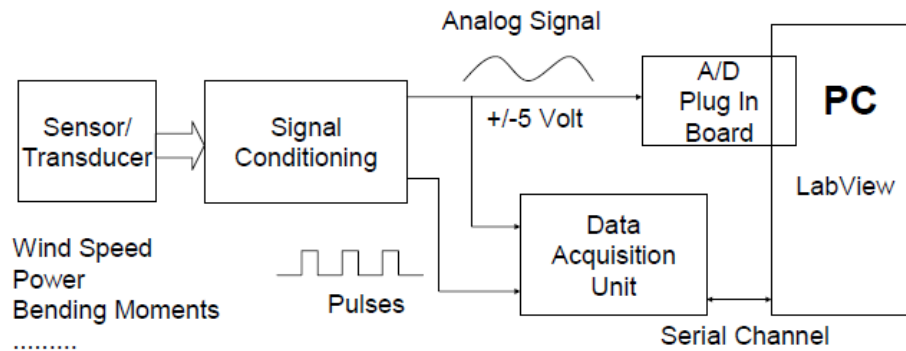 Analog Signal
Sensor/
Transducer
Signal
Conditioning
+/-5 Volt
A/D
Plug In
Board
PC
LabView
Wind Speed
Power
Bending Moments
.........
Pulses
Data
Acquisition
Unit
Serial Channel